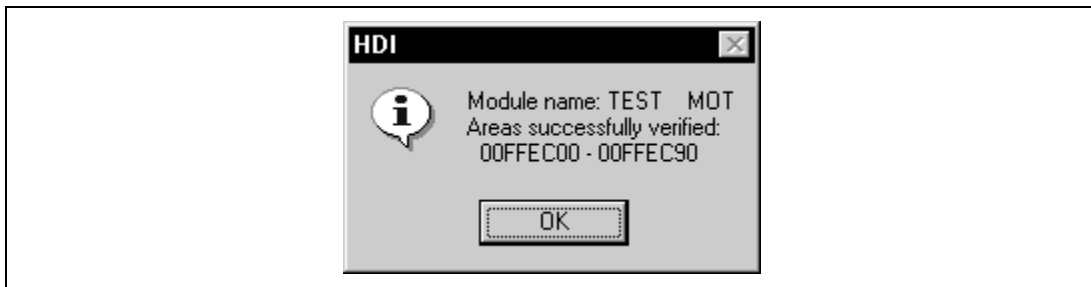 HDI
Module name: TEST MOT
Areas successfully verified:
00FFEC00 - 00FFEC90
OK